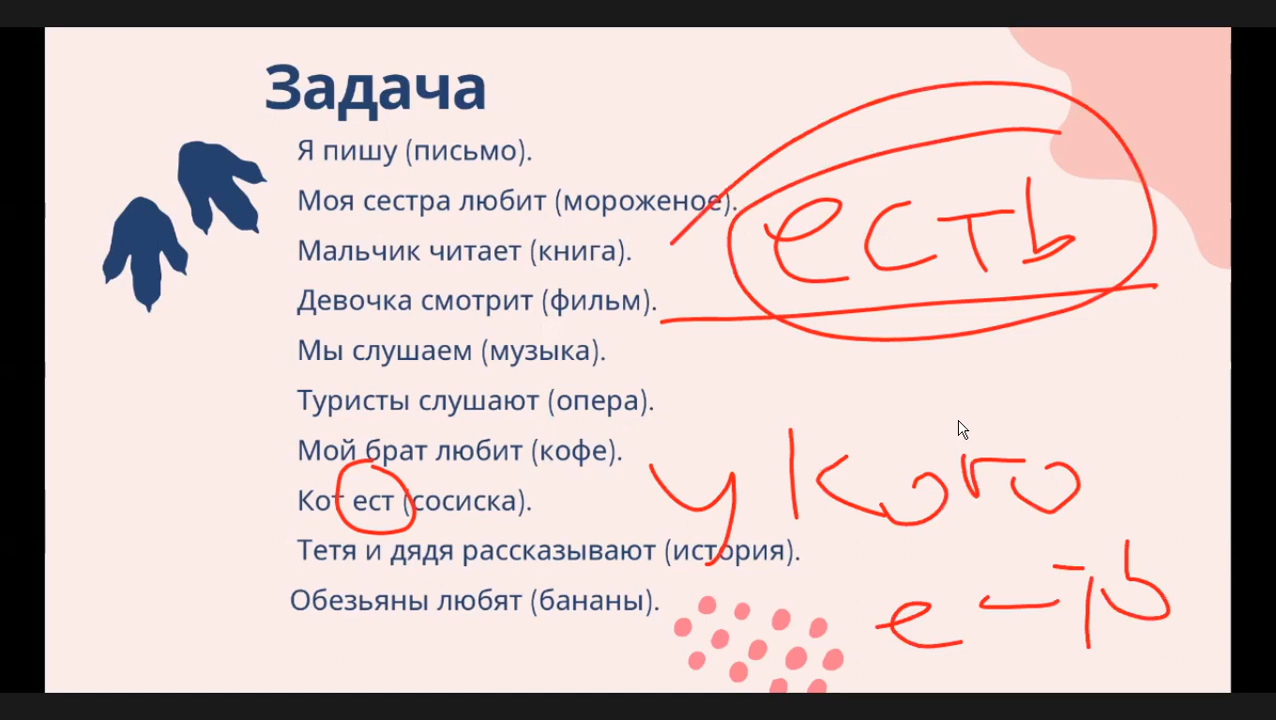 Задача
Я пишу (письмо).
Моя сестра любит (мороженое).
Мальчик читает (книга).
Девочка смотрит (фильм).
Мы слушаем (музыка).
Туристы слушают (опера).
Мой брат любит (кофе).
Кот ест (сосиска).
Тетя и дядя рассказывают (история).
Обезьяны любят (бананы).
есть
у кого